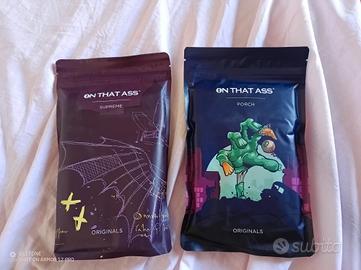 ON THAT ASS
SUPREME
ORIGINALS
ON THAT ASS
PORCH
ORIGINALS
subito